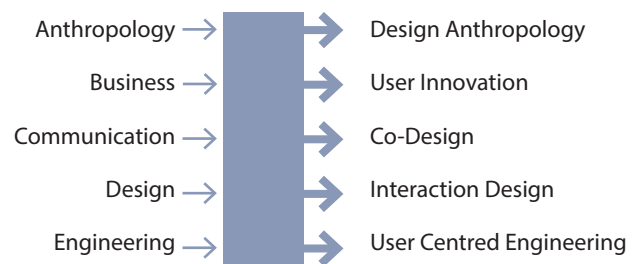 Anthropology Design Anthropology
Business User Innovation
Communication Co-Design
Design Interaction Design
Engineering User Centred Engineering